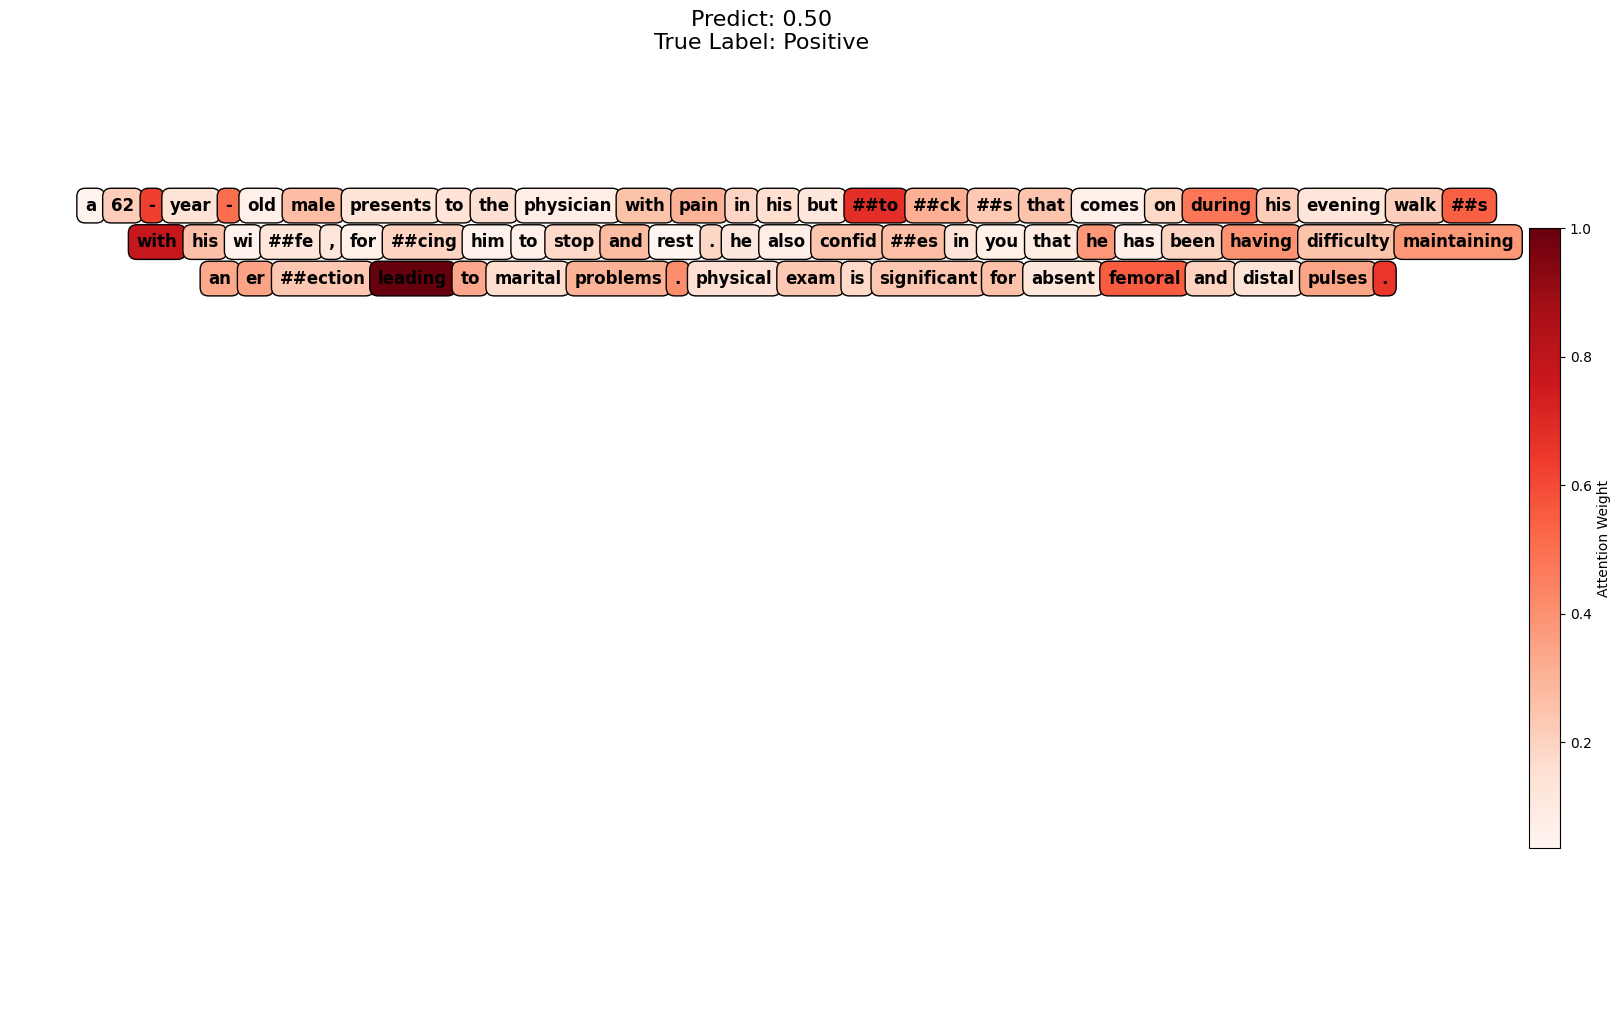 Predict: 0.50
True Label: Positive
a 62 - year - old male presents to the physician with pain in his but ##to ##ck ##s that comes on during his evening walk ##s
with his wi ##fe , for ##cing him to stop and rest . he also confid ##es in you that he has been having difficulty maintaining
an er ##ection leading to marital problems . physical exam is significant for absent femoral and distal pulses .
1.0
0.8
0.6
0.4
0.2
Attention Weight